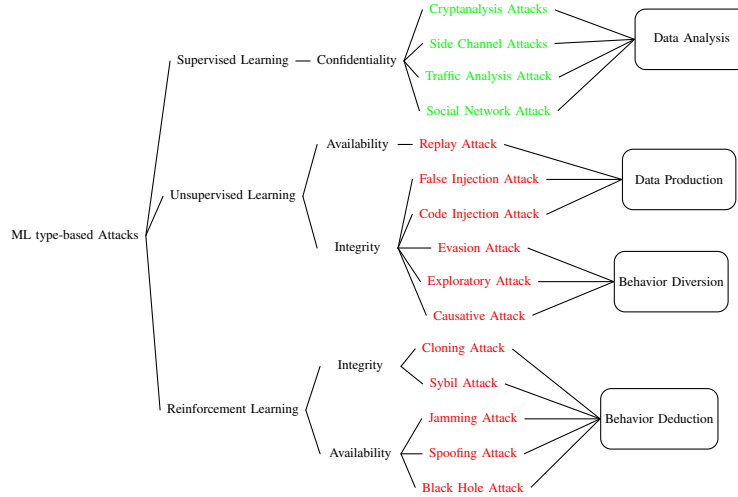 ML type-based Attacks
Supervised Learning
Confidentiality
Cryptanalysis Attacks
Side Channel Attacks
Traffic Analysis Attack
Social Network Attack
Data Analysis
Unsupervised Learning
Availability
Replay Attack
Integrity
False Injection Attack
Code Injection Attack
Data Production
Evasion Attack
Exploratory Attack
Causative Attack
Behavior Diversion
Reinforcement Learning
Integrity
Cloning Attack
Sybil Attack
Availability
Jamming Attack
Spoofing Attack
Black Hole Attack
Behavior Deduction